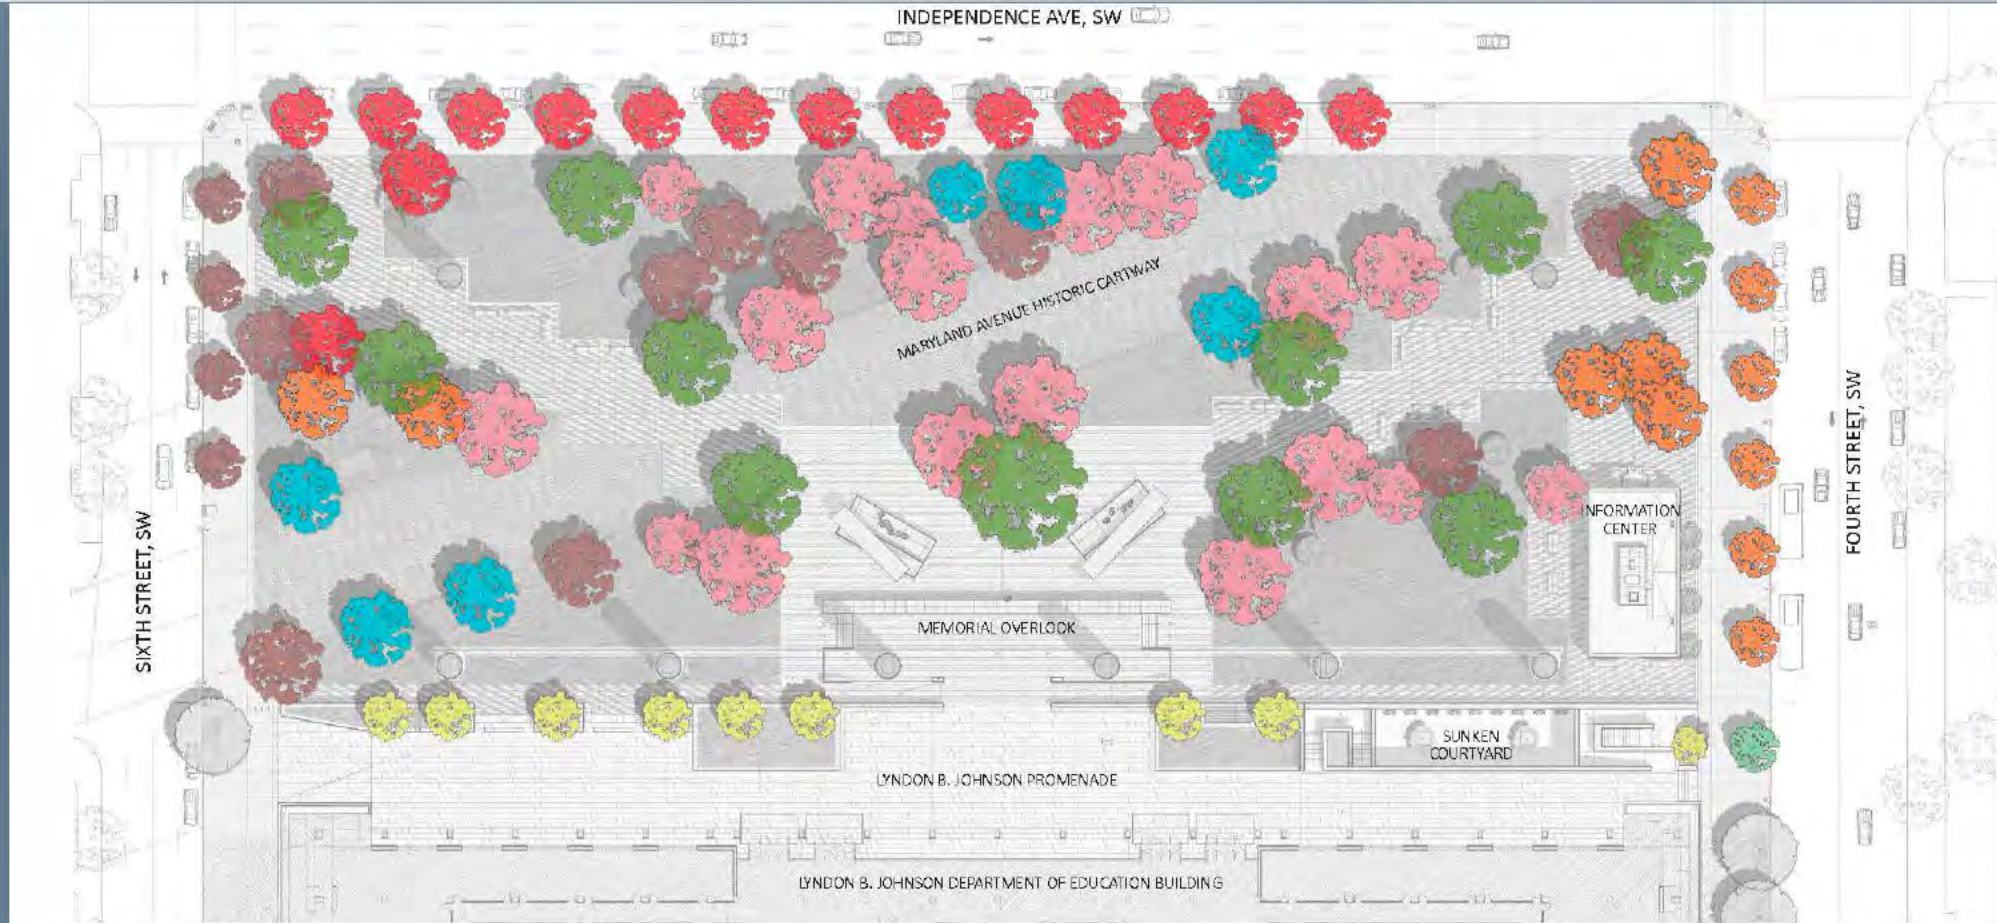 INDEPENDENCE AVE, SW
MARYLAND AVENUE HISTORIC CARTWAY
SIXTH STREET, SW
FOURTH STREET, SW
INFORMATION
CENTER
MEMORIAL OVERLOOK
SUNKEN
COURTYARD
LYNDON B. JOHNSON PROMENADE
LYNDON B. JOHNSON DEPARTMENT OF EDUCATION BUILDING